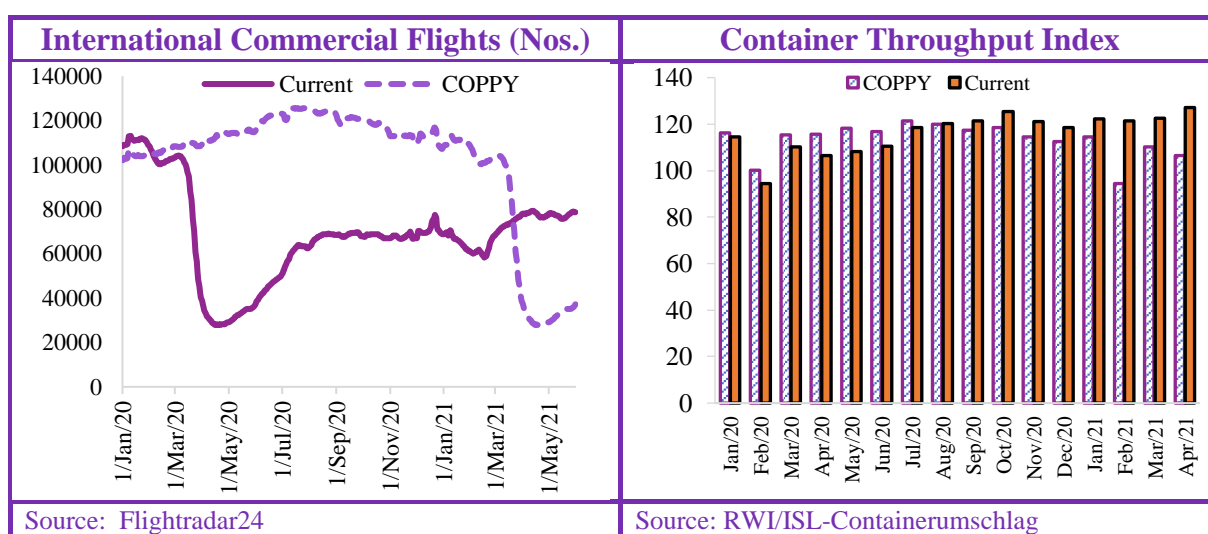 International Commercial Flights (Nos.)
Current
COPPY
140000
120000
100000
80000
60000
40000
20000
0
1/Jan/20
1/Mar/20
1/May/20
1/Jul/20
1/Sep/20
1/Nov/20
1/Jan/21
1/Mar/21
1/May/21
Source: Flightradar24
Container Throughput Index
COPPY
Current
140
120
100
80
60
40
20
0
Jan/20
Feb/20
Mar/20
Apr/20
May/20
Jun/20
Jul/20
Aug/20
Sep/20
Oct/20
Nov/20
Dec/20
Jan/21
Feb/21
Mar/21
Apr/21
Source: RWI/ISL-Containerumschlag